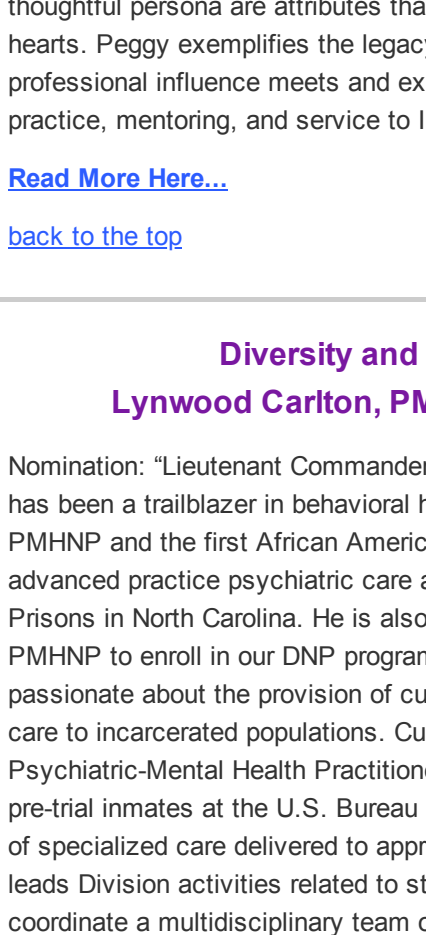 thoughtful persona are attributes tha
hearts. Peggy exemplifies the legacy
professional influence meets and ex
practice, mentoring, and service to I
Read More Here...
back to the top
Diversity and
Lynwood Carlton, PM
Nomination: “Lieutenant Commander
has been a trailblazer in behavioral h
PMHNP and the first African Americ
advanced practice psychiatric care a
Prisons in North Carolina. He is also
PMHNP to enroll in our DNP program
passionate about the provision of cu
care to incarcerated populations. Cu
Psychiatric-Mental Health Practitione
pre-trial inmates at the U.S. Bureau
of specialized care delivered to appr
leads Division activities related to st
coordinate a multidisciplinary team o